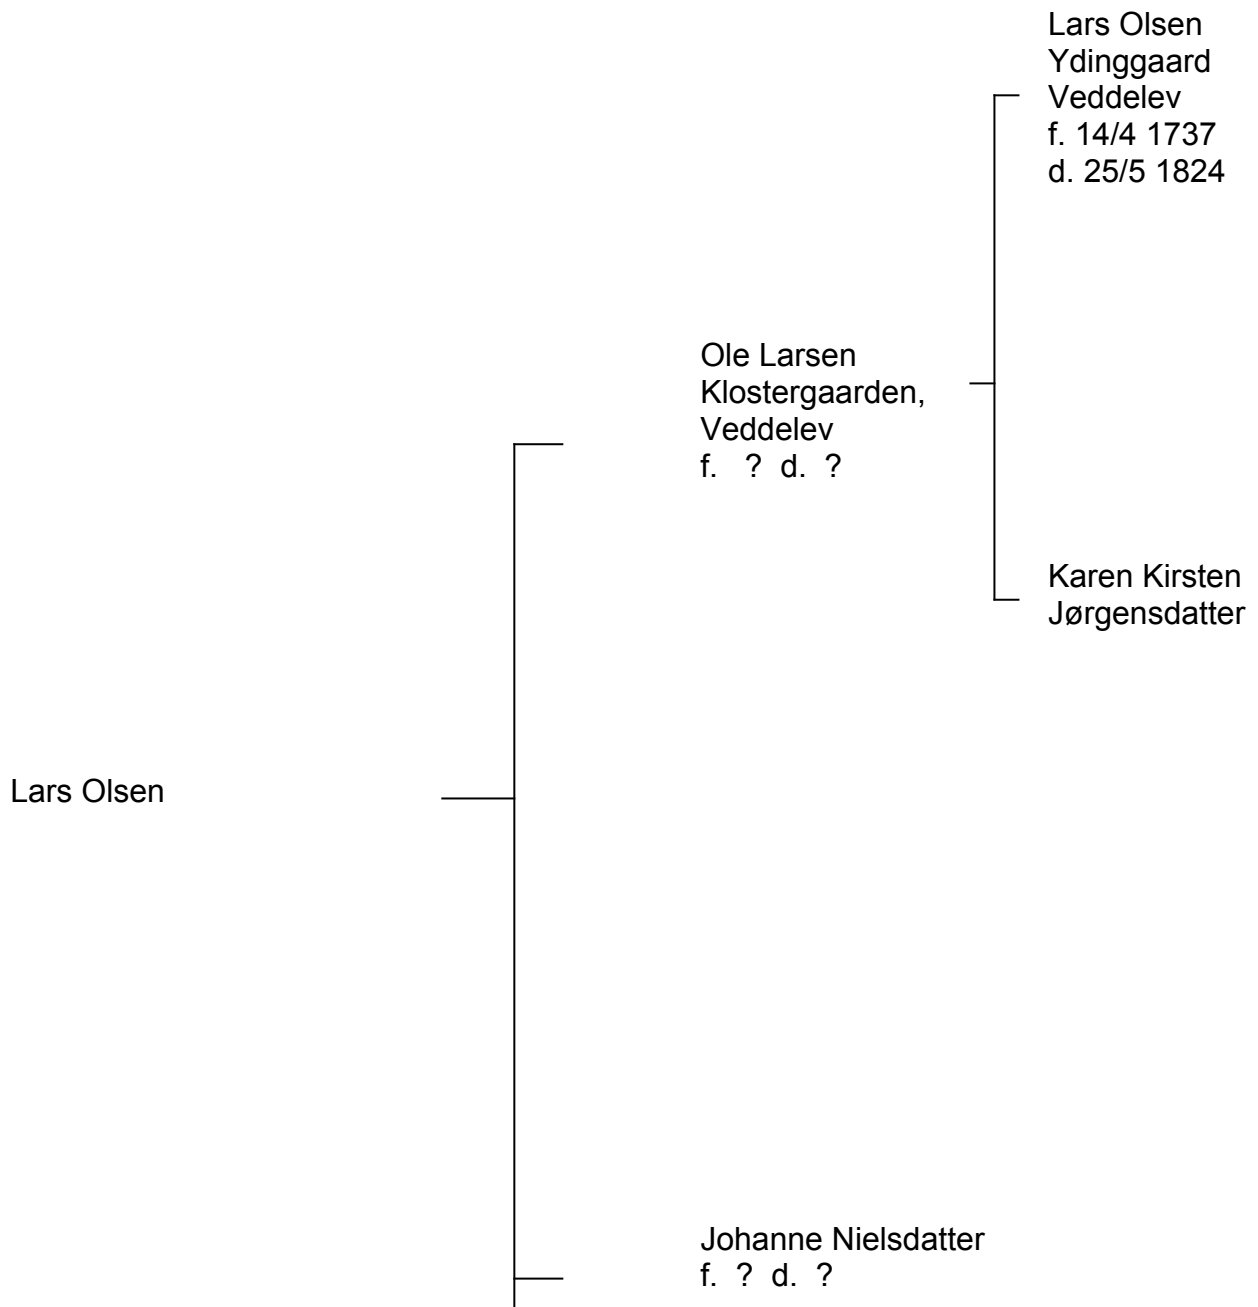 Lars Olsen
Ydinggaard
Veddelev
f. 14/4 1737
d. 25/5 1824
Ole Larsen
Klostergaarden,
Veddelev
f. ? d. ?
Karen Kirsten
Jørgensdatter
Lars Olsen
Johanne Nielsdatter
f. ? d. ?